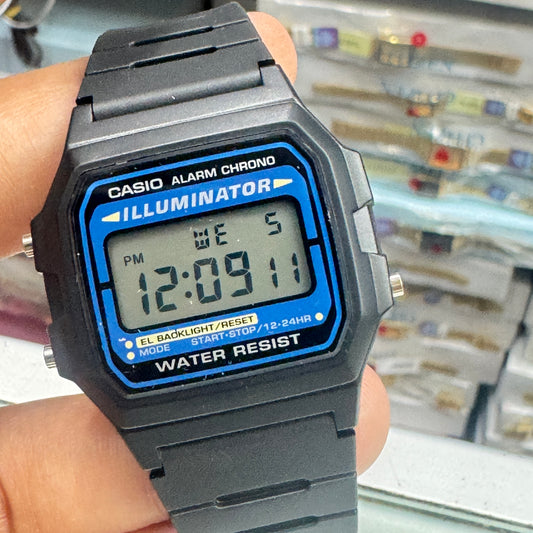 CASIO ALARM CHRONO
ILLUMINATOR
WE 5
PM
12:09 11
EL BACKLIGHT/RESET
MODE START•STOP/12•24HR
WATER RESIST